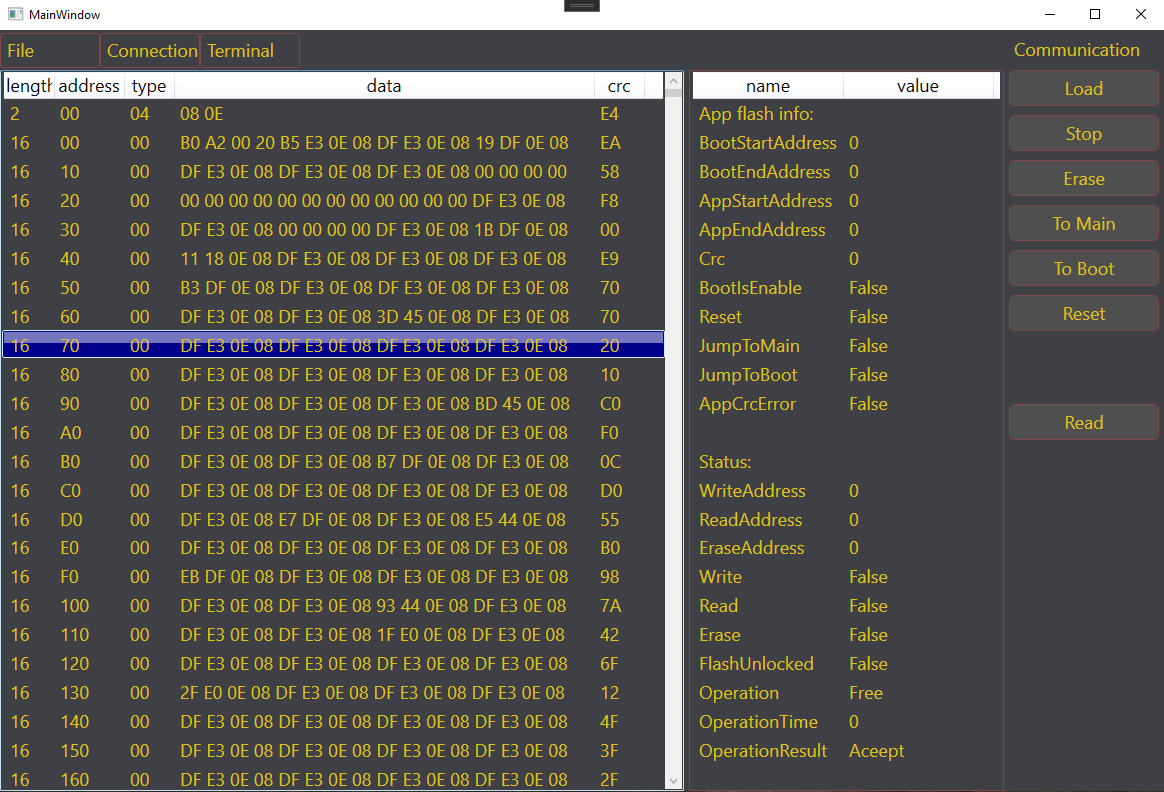 MainWindow
File Connection Terminal Communication
length address type data crc name value Load
2 00 04 08 0E E4 App flash info:
16 00 00 B0 A2 00 20 B5 E3 0E 08 DF E3 0E 08 19 DF 0E 08 EA BootStartAddress 0 Stop
16 10 00 DF E3 0E 08 DF E3 0E 08 DF E3 0E 08 00 00 00 00 58 BootEndAddress 0 Erase
16 20 00 00 00 00 00 00 00 00 00 00 00 00 00 DF E3 0E 08 F8 AppStartAddress 0
16 30 00 DF E3 0E 08 00 00 00 00 DF E3 0E 08 1B DF 0E 08 00 AppEndAddress 0 To Main
16 40 00 11 18 0E 08 DF E3 0E 08 DF E3 0E 08 DF E3 0E 08 E9 Crc 0 To Boot
16 50 00 B3 DF 0E 08 DF E3 0E 08 DF E3 0E 08 DF E3 0E 08 70 BootIsEnable False
16 60 00 DF E3 0E 08 DF E3 0E 08 3D 45 0E 08 DF E3 0E 08 70 Reset False Reset
16 70 00 DF E3 0E 08 DF E3 0E 08 DF E3 0E 08 DF E3 0E 08 20 JumpToMain False
16 80 00 DF E3 0E 08 DF E3 0E 08 DF E3 0E 08 DF E3 0E 08 10 JumpToBoot False
16 90 00 DF E3 0E 08 DF E3 0E 08 DF E3 0E 08 BD 45 0E 08 C0 AppCrcError False
16 A0 00 DF E3 0E 08 DF E3 0E 08 DF E3 0E 08 DF E3 0E 08 F0 Read
16 B0 00 DF E3 0E 08 DF E3 0E 08 B7 DF 0E 08 DF E3 0E 08 0C Status:
16 C0 00 DF E3 0E 08 DF E3 0E 08 DF E3 0E 08 DF E3 0E 08 D0 WriteAddress 0
16 D0 00 DF E3 0E 08 E7 DF 0E 08 DF E3 0E 08 E5 44 0E 08 55 ReadAddress 0
16 E0 00 DF E3 0E 08 DF E3 0E 08 DF E3 0E 08 DF E3 0E 08 B0 EraseAddress 0
16 F0 00 EB DF 0E 08 DF E3 0E 08 DF E3 0E 08 DF E3 0E 08 98 Write False
16 100 00 DF E3 0E 08 DF E3 0E 08 93 44 0E 08 DF E3 0E 08 7A Read False
16 110 00 DF E3 0E 08 DF E3 0E 08 1F E0 0E 08 DF E3 0E 08 42 Erase False
16 120 00 DF E3 0E 08 DF E3 0E 08 DF E3 0E 08 DF E3 0E 08 6F FlashUnlocked False
16 130 00 2F E0 0E 08 DF E3 0E 08 DF E3 0E 08 DF E3 0E 08 12 Operation Free
16 140 00 DF E3 0E 08 DF E3 0E 08 DF E3 0E 08 DF E3 0E 08 4F OperationTime 0
16 150 00 DF E3 0E 08 DF E3 0E 08 DF E3 0E 08 DF E3 0E 08 3F OperationResult Aceept
16 160 00 DF E3 0E 08 DF E3 0E 08 DF E3 0E 08 DF E3 0E 08 2F